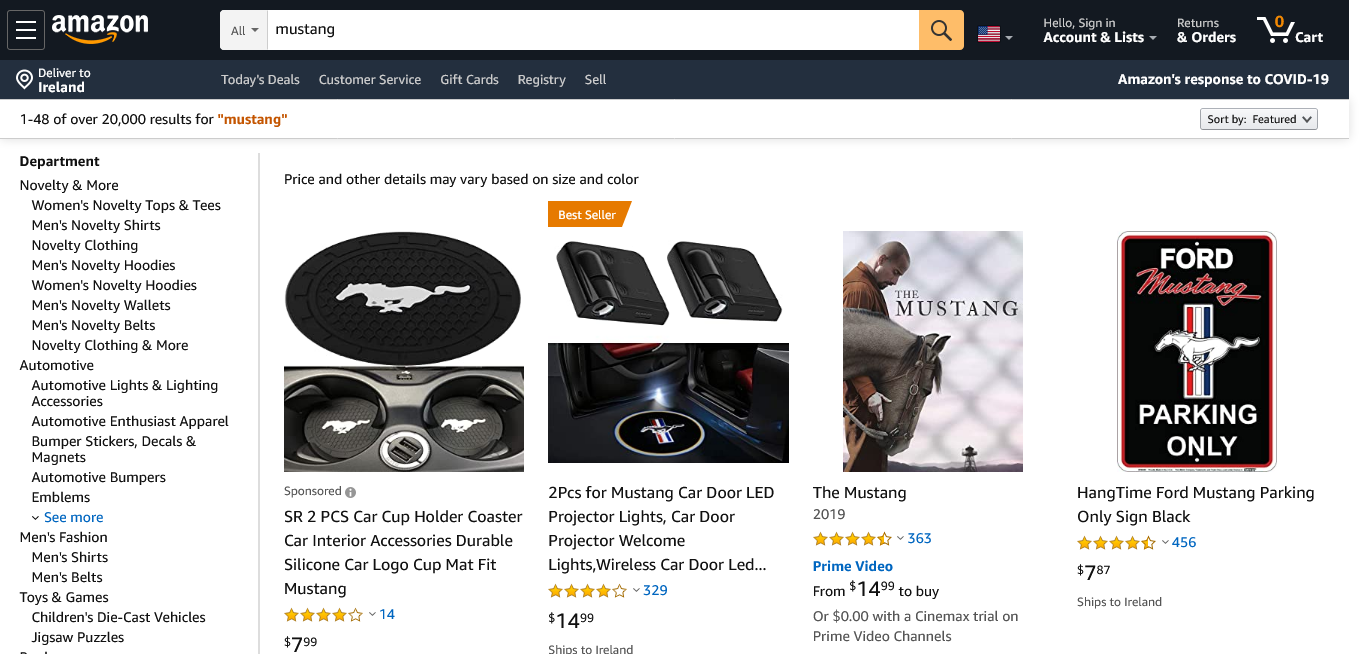 amazon
All
mustang
Hello, Sign in
Account & Lists
Returns
& Orders
0
Cart
Deliver to
Ireland
Today's Deals
Customer Service
Gift Cards
Registry
Sell
Amazon's response to COVID-19
1-48 of over 20,000 results for "mustang"
Sort by: Featured
Department
Novelty & More
Women's Novelty Tops & Tees
Men's Novelty Shirts
Novelty Clothing
Men's Novelty Hoodies
Women's Novelty Hoodies
Men's Novelty Wallets
Men's Novelty Belts
Novelty Clothing & More
Automotive
Automotive Lights & Lighting
Accessories
Automotive Enthusiast Apparel
Bumper Stickers, Decals &
Magnets
Automotive Bumpers
Emblems
See more
Men's Fashion
Men's Shirts
Men's Belts
Toys & Games
Children's Die-Cast Vehicles
Jigsaw Puzzles
Price and other details may vary based on size and color
Sponsored
SR 2 PCS Car Cup Holder Coaster
Car Interior Accessories Durable
Silicone Car Logo Cup Mat Fit
Mustang
14
$799
Best Seller
2Pcs for Mustang Car Door LED
Projector Lights, Car Door
Projector Welcome
Lights,Wireless Car Door Led...
329
$1499
Ships to Ireland
THE
MUSTANG
The Mustang
2019
363
Prime Video
From $1499 to buy
Or $0.00 with a Cinemax trial on
Prime Video Channels
FORD
Mustang
PARKING
ONLY
HangTime Ford Mustang Parking
Only Sign Black
456
$787
Ships to Ireland